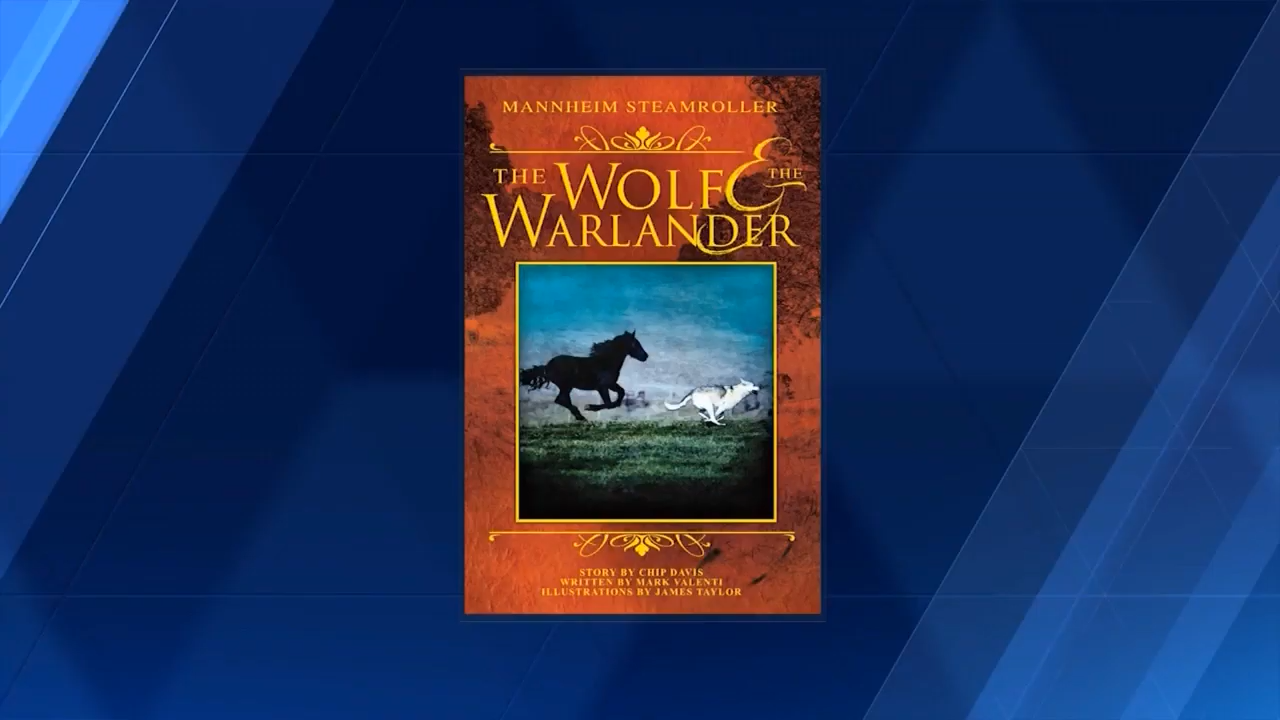 MANNHEIM STEAMROLLER
THE WOLF & THE
WARLANDER
STORY BY CHIP DAVIS
WRITTEN BY MARK VALENTI
ILLUSTRATIONS BY JAMES TAYLOR